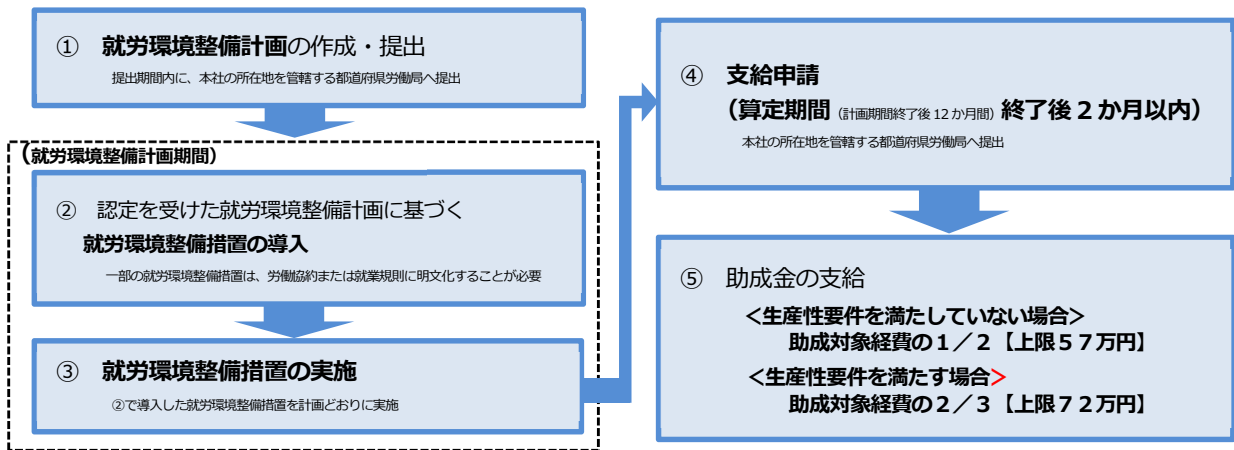 ① 就労環境整備計画の作成・提出
提出期間内に、本社の所在地を管轄する都道府県労働局へ提出
(就労環境整備計画期間)
② 認定を受けた就労環境整備計画に基づく
就労環境整備措置の導入
一部の就労環境整備措置は、労働協約または就業規則に明文化することが必要
③ 就労環境整備措置の実施
②で導入した就労環境整備措置を計画どおりに実施
④ 支給申請
(算定期間 (計画期間終了後 12 か月間) 終了後 2 か月以内)
本社の所在地を管轄する都道府県労働局へ提出
⑤ 助成金の支給
<生産性要件を満たしていない場合>
助成対象経費の1/2【上限57万円】
<生産性要件を満たす場合>
助成対象経費の2/3【上限72万円】